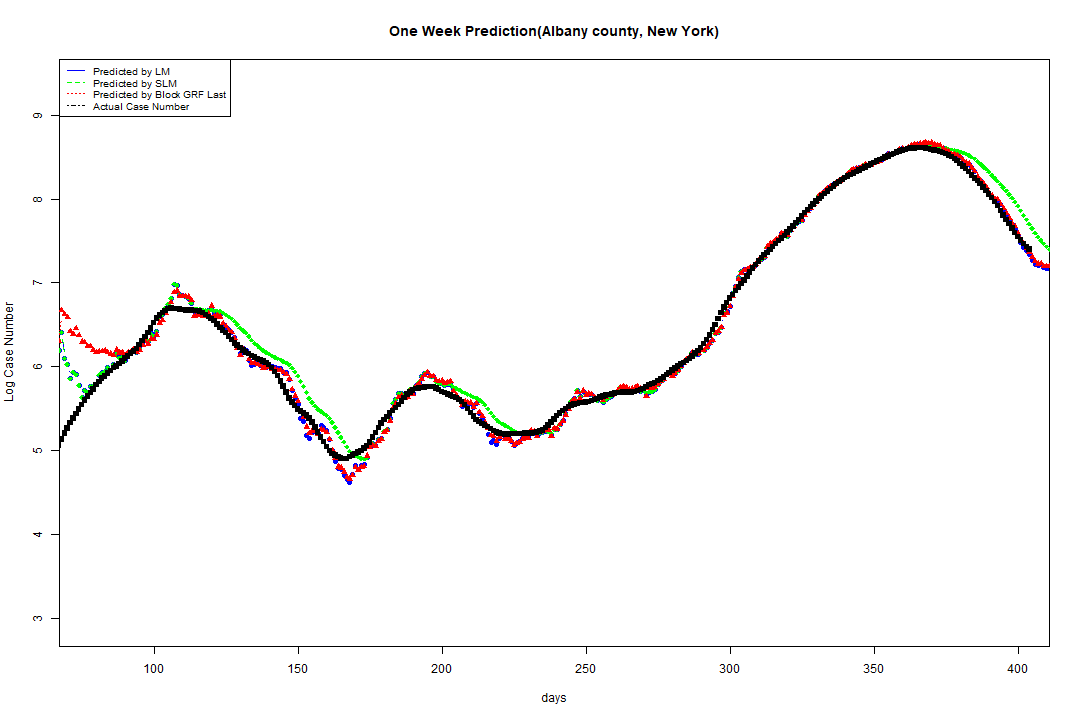 One Week Prediction(Albany county, New York)
Predicted by LM
Predicted by SLM
Predicted by Block GRF Last
Actual Case Number
Log Case Number
9
8
7
6
5
4
3
100 150 200 250 300 350 400
days